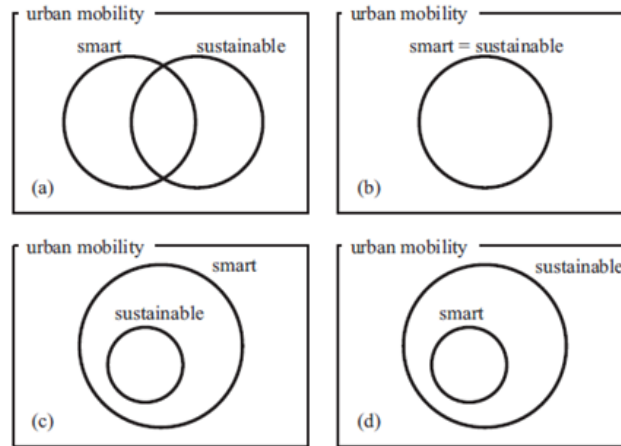 urban mobility
smart
sustainable
(a)
urban mobility
smart = sustainable
(b)
urban mobility
smart
sustainable
(c)
urban mobility
sustainable
smart
(d)